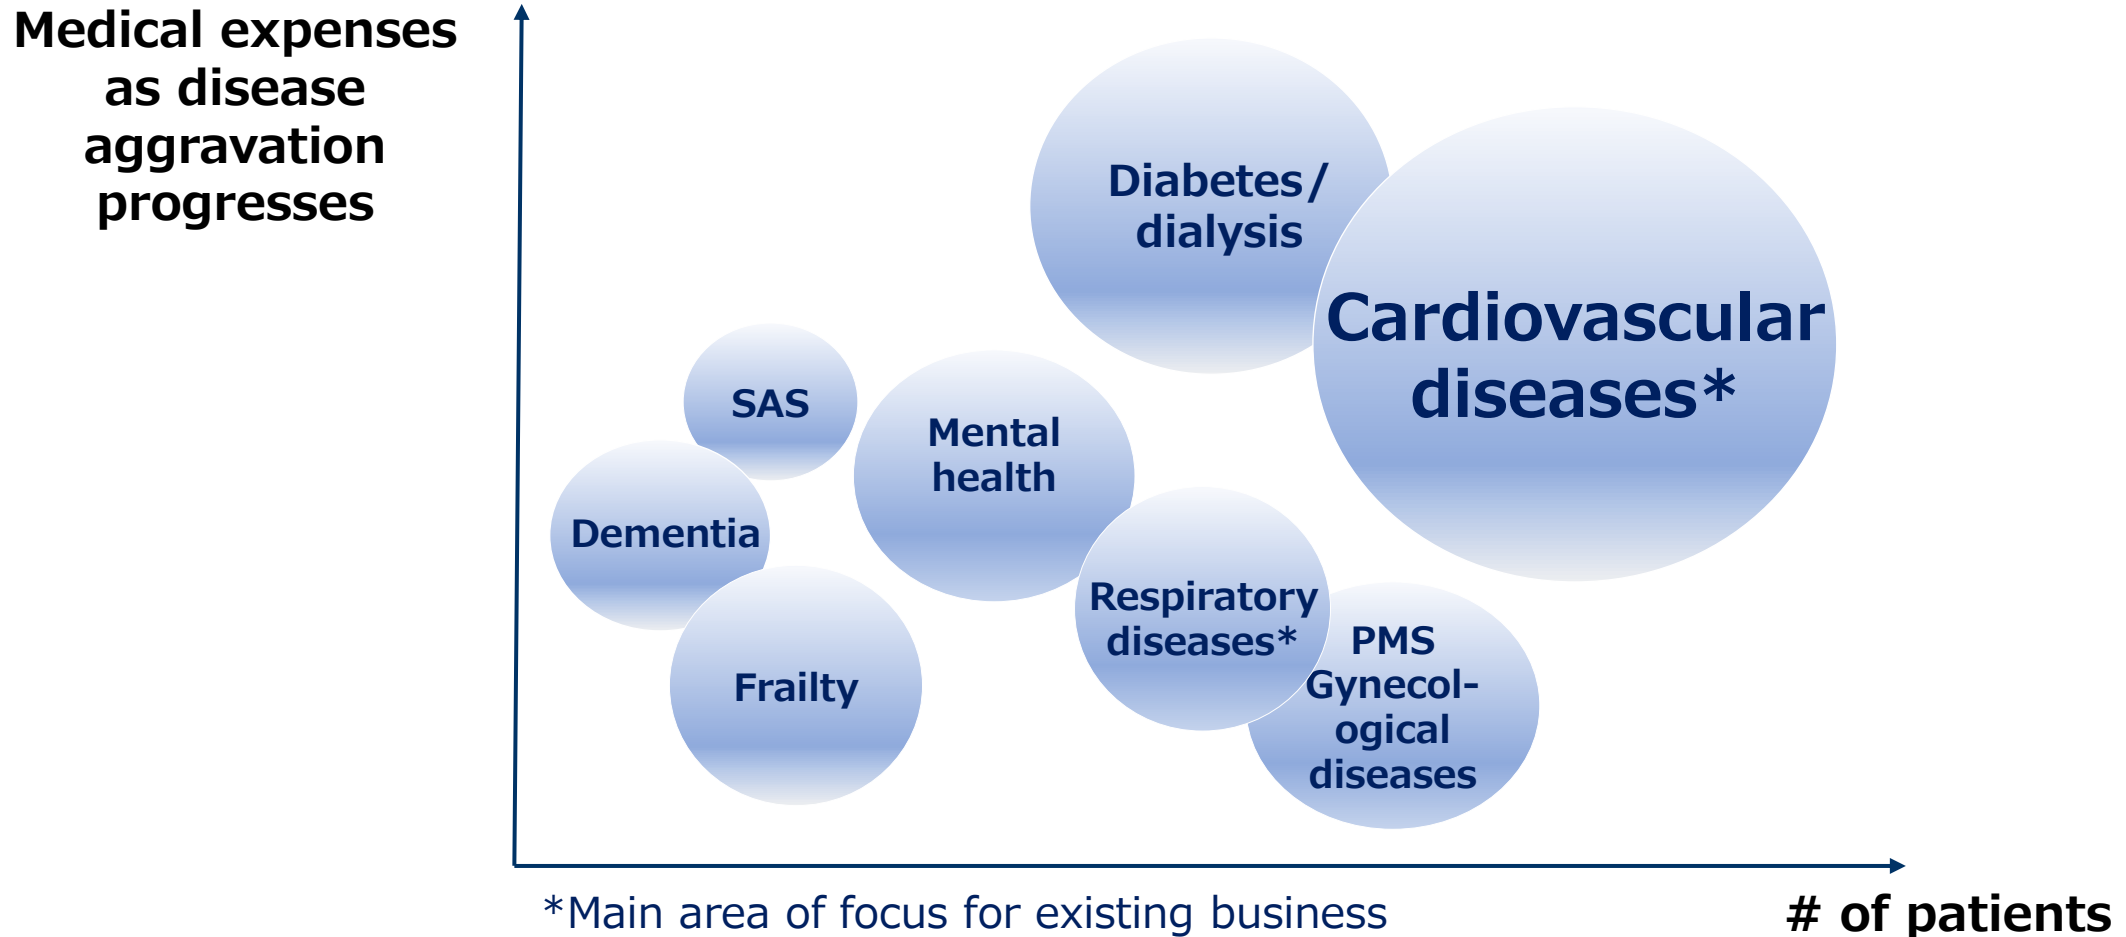 Medical expenses
as disease
aggravation
progresses
Diabetes/
dialysis
Cardiovascular
diseases*
SAS
Mental
health
Dementia
Respiratory
diseases*
PMS
Gynecol-
ogical
diseases
Frailty
*Main area of focus for existing business
# of patients